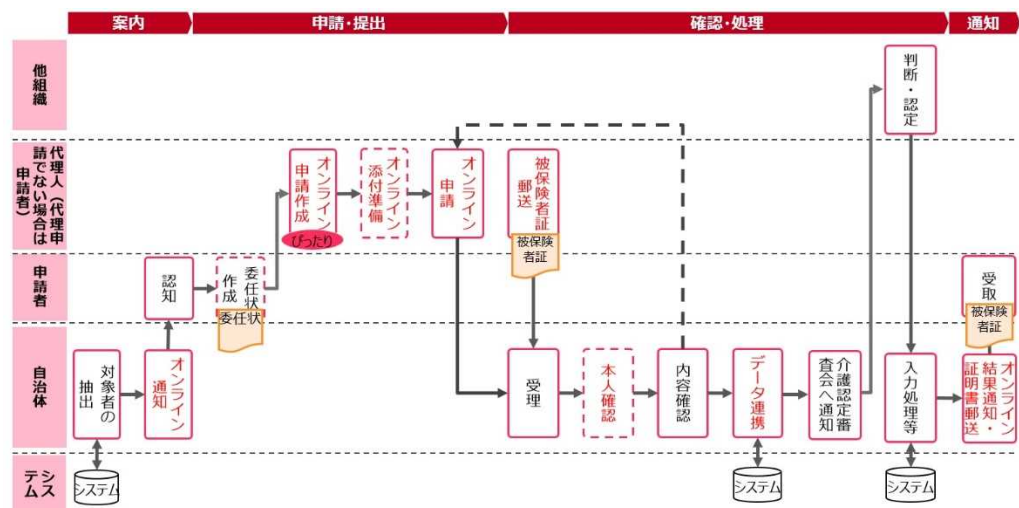 案内
申請・提出
確認・処理
通知
他組織
判断・認定
代理人（代理申
請でない場合は
申請者）
オンライン
申請作成
ぴったり
オンライン
添付準備
オンライン
申請
被保険者証
郵送
被保険
者証
申請者
認知
委任状
作成
委任状
受取
被保険
者証
自治体
対象者の
抽出
オンライン
通知
受理
本人確認
内容確認
データ連携
介護認定審
査会へ通知
入力処理等
オンライン
結果通知・
証明書郵送
シス
テム
システム
システム
システム